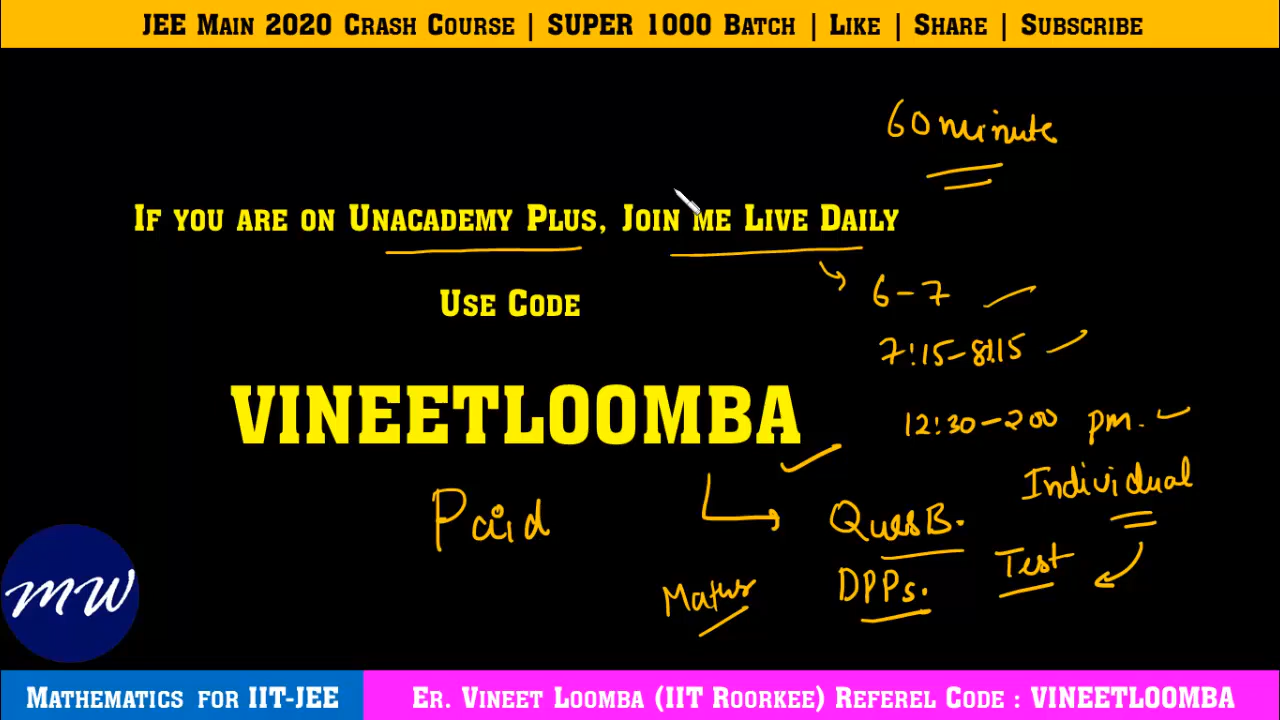 JEE Main 2020 Crash Course | SUPER 1000 Batch | Like | Share | Subscribe
60 minute
If you are on Unacademy Plus, Join me Live Daily
6-7
Use Code
7:15-8:15
VINEETLOOMBA
12:30-200 pm.
Individual
Paid
QuesB.
Test
Maths
DPPs.
MW
Mathematics for IIT-JEE
Er. Vineet Loomba (IIT Roorkee) Referel Code : VINEETLOOMBA